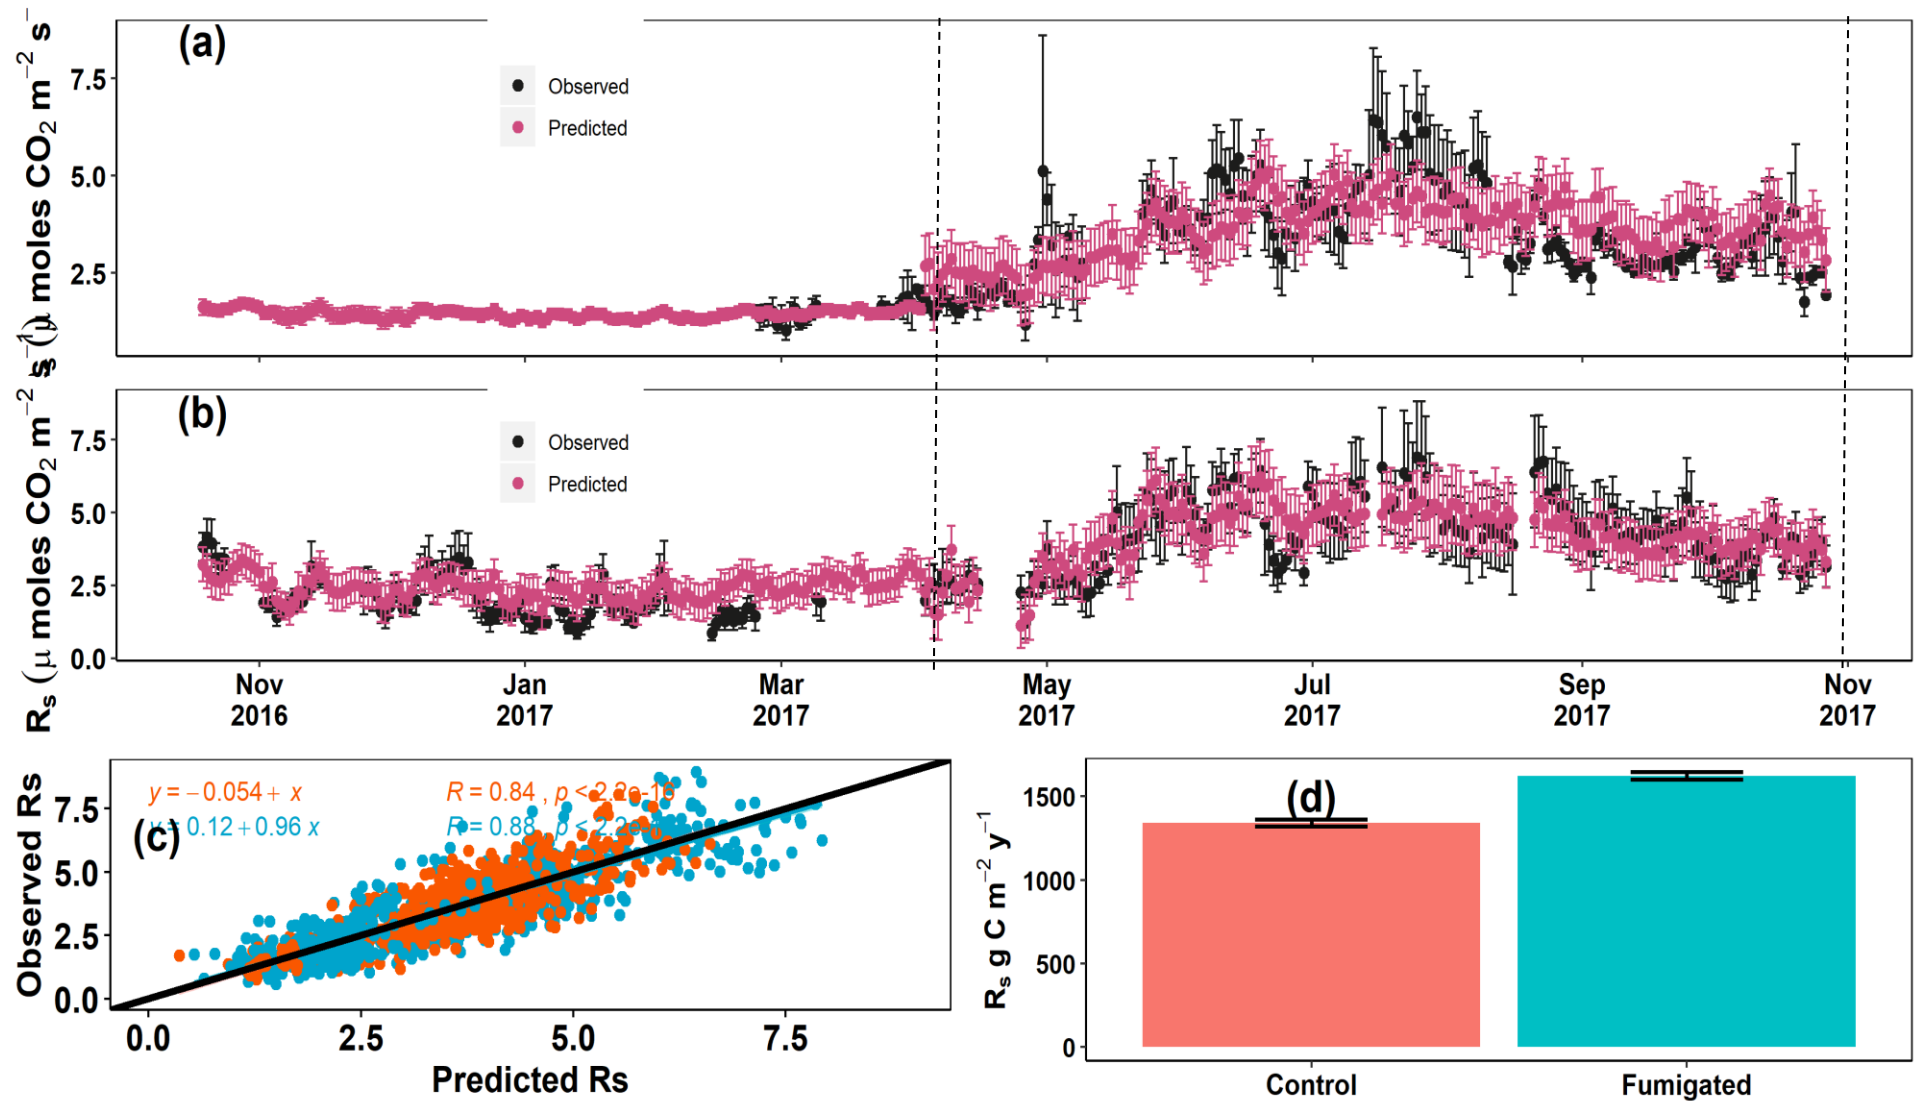 (a)
Observed
Predicted
7.5
5.0
2.5
(µ moles CO₂ m⁻² s⁻
(b)
Observed
Predicted
7.5
5.0
2.5
0.0
Rₛ (µ moles CO₂ m⁻² s⁻¹)
Nov Jan Mar May Jul Sep Nov
2016 2017 2017 2017 2017 2017 2017
(c)
y = −0.054 + x R = 0.84 , p < 2.2e-16
y = 0.12 + 0.96 x R = 0.88 , p < 2.2e
Observed Rs
7.5
5.0
2.5
0.0
0.0 2.5 5.0 7.5
Predicted Rs
(d)
Rₛ g C m⁻² y⁻¹
1500
1000
500
0
Control Fumigated